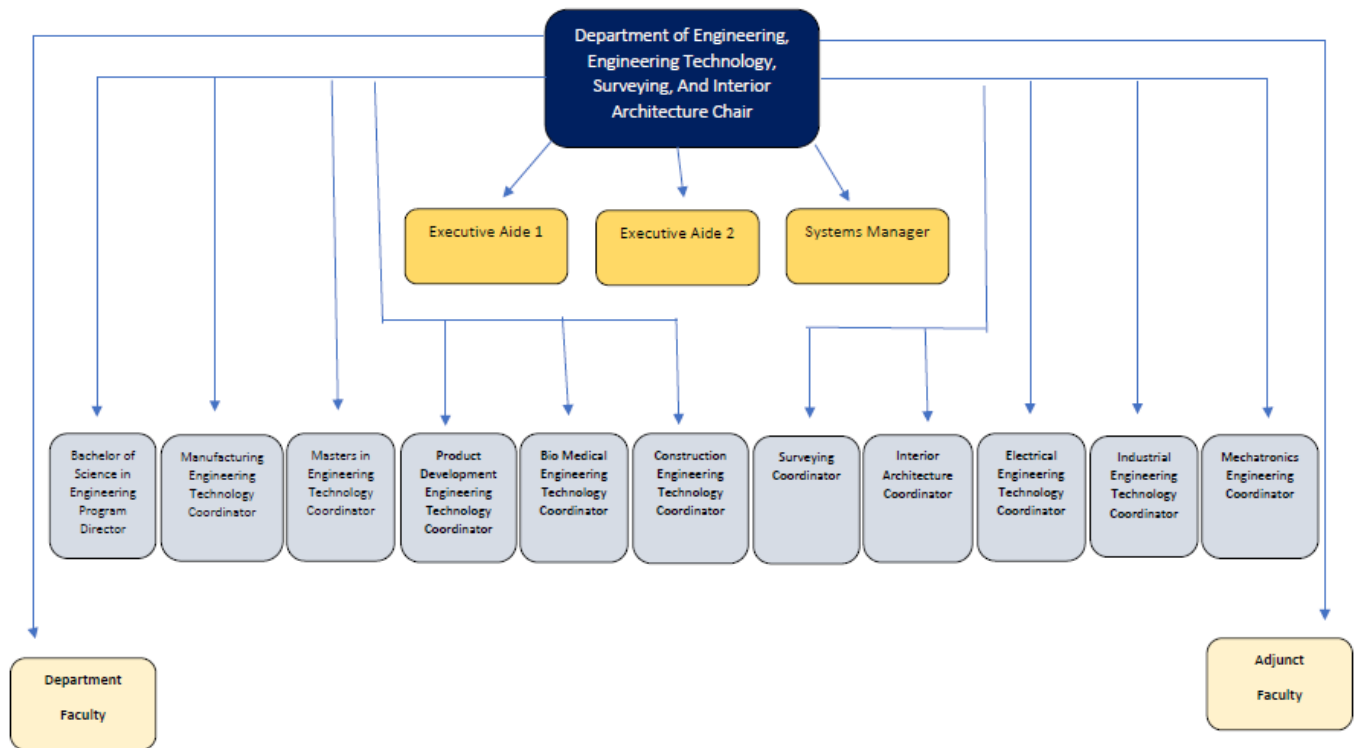 Department of Engineering,
Engineering Technology,
Surveying, And Interior
Architecture Chair
Executive Aide 1
Executive Aide 2
Systems Manager
Bachelor of
Science in
Engineering
Program
Director
Manufacturing
Engineering
Technology
Coordinator
Masters in
Engineering
Technology
Coordinator
Product
Development
Engineering
Technology
Coordinator
Bio Medical
Engineering
Technology
Coordinator
Construction
Engineering
Technology
Coordinator
Surveying
Coordinator
Interior
Architecture
Coordinator
Electrical
Engineering
Technology
Coordinator
Industrial
Engineering
Technology
Coordinator
Mechatronics
Engineering
Coordinator
Department
Faculty
Adjunct
Faculty